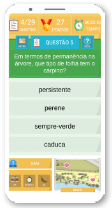 4/29
27
QUESTÃO 5
Em termos de permanência na
árvore, que tipo de folha tem o
carpino?
persistente
perene
sempre-verde
caduca